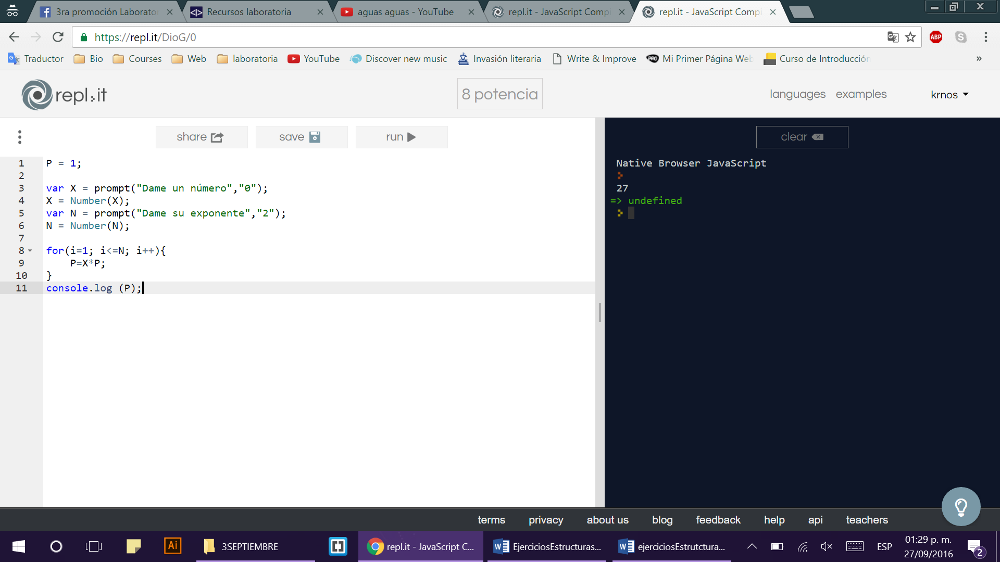 3ra promoción Laborato
Recursos laboratoria
aguas aguas - YouTube
repl.it - JavaScript Compi
repl.it - JavaScript Compi
https://repl.it/DioG/0
ABP
S
Traductor
Bio
Courses
Web
laboratoria
YouTube
Discover new music
Invasión literaria
Write & Improve
PRO
Mi Primer Página Web
Curso de Introducción
»
repl.it
8 potencia
languages
examples
krnos
share
save
run
clear
1 P = 1;
2
3 var X = prompt("Dame un número","0");
4 X = Number(X);
5 var N = prompt("Dame su exponente","2");
6 N = Number(N);
7
8 for(i=1; i<=N; i++){
9 P=X*P;
10 }
11 console.log (P);
Native Browser JavaScript
27
=> undefined
terms
privacy
about us
blog
feedback
help
api
teachers
Ai
3SEPTIEMBRE
repl.it - JavaScript C...
EjerciciosEstructuras...
ejerciciosEstrutctura...
ESP
01:29 p. m.
27/09/2016
2